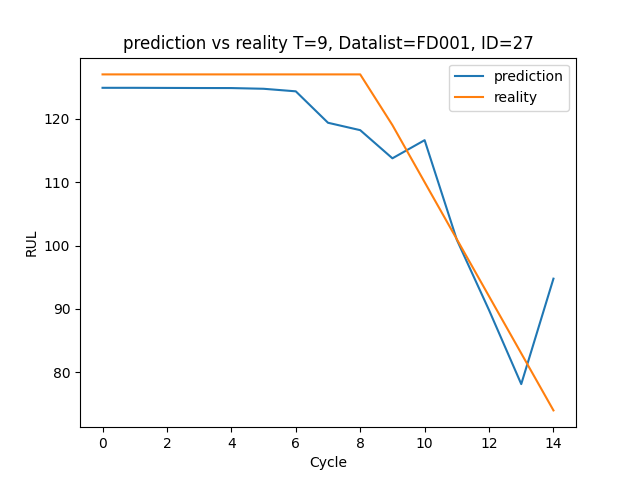 prediction vs reality T=9, Datalist=FD001, ID=27
prediction
reality
RUL
120
110
100
90
80
0 2 4 6 8 10 12 14
Cycle